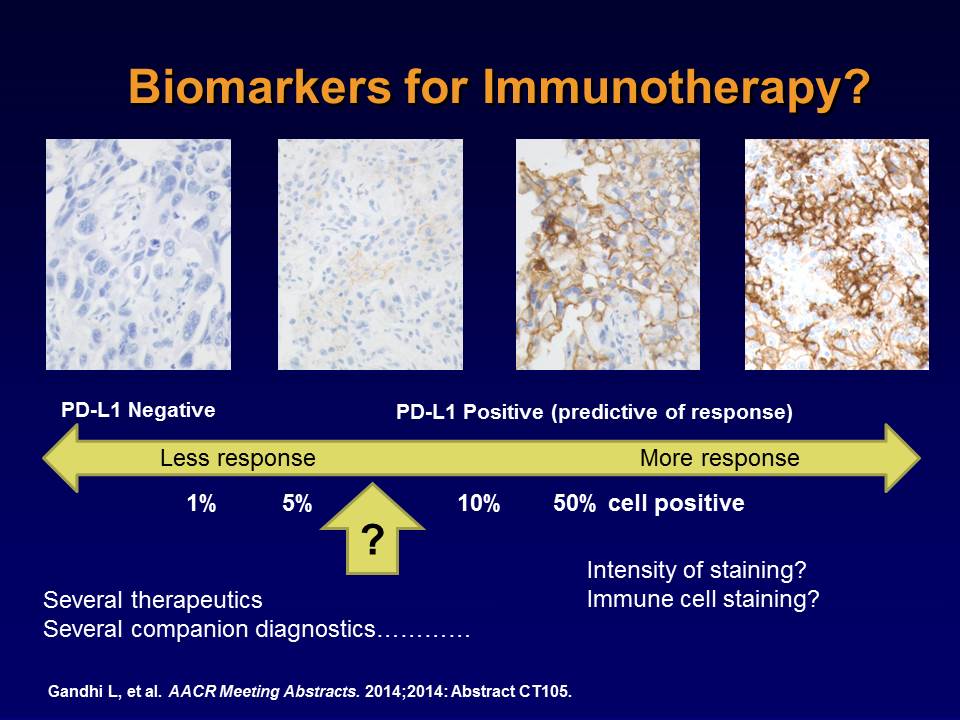 Biomarkers for Immunotherapy?
PD-L1 Negative
PD-L1 Positive (predictive of response)
Less response
More response
1% 5% 10% 50% cell positive
?
Intensity of staining?
Immune cell staining?
Several therapeutics
Several companion diagnostics…………
Gandhi L, et al. AACR Meeting Abstracts. 2014;2014: Abstract CT105.